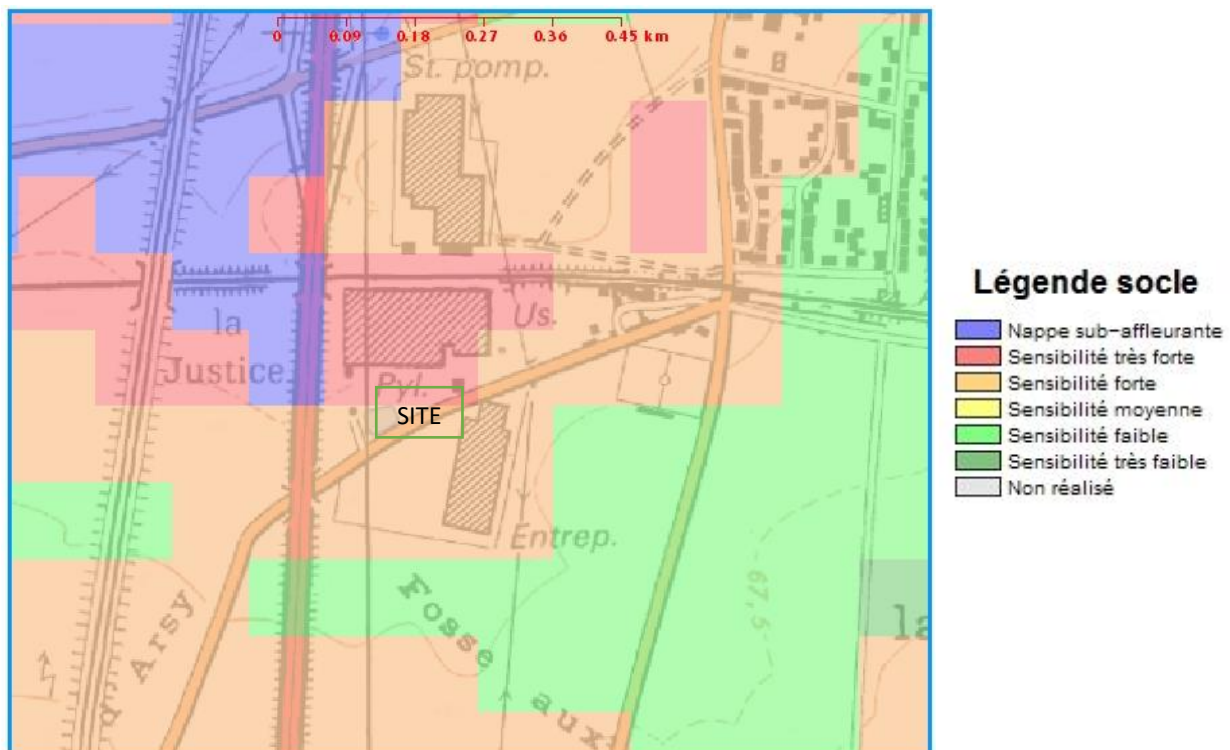 0 0.09 0.18 0.27 0.36 0.45 km
St. pomp.
Us.
la
Justice
Pyl.
SITE
Entrep.
Arsy
Fosse aux
67,5
la
Légende socle
Nappe sub-affleurante
Sensibilité très forte
Sensibilité forte
Sensibilité moyenne
Sensibilité faible
Sensibilité très faible
Non réalisé